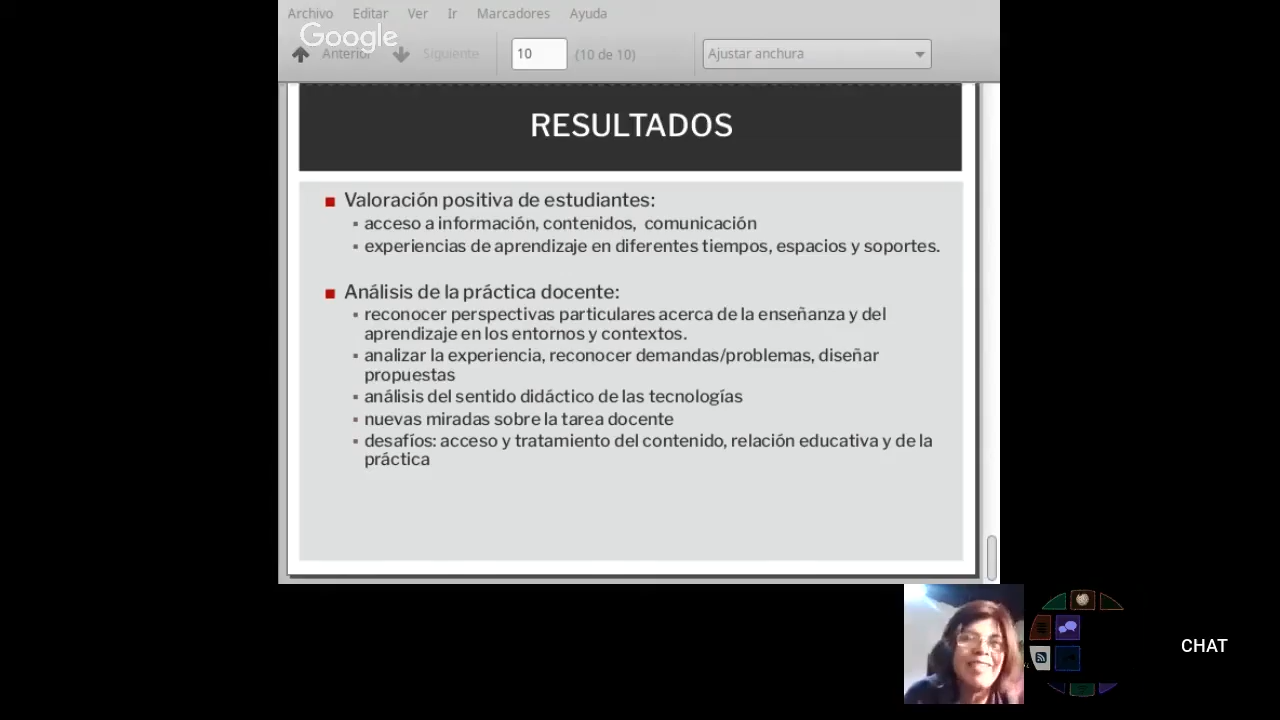 Archivo Editar Ver Ir Marcadores Ayuda
Google
Anterior Siguiente 10 (10 de 10) Ajustar anchura
RESULTADOS
Valoración positiva de estudiantes:
acceso a información, contenidos, comunicación
experiencias de aprendizaje en diferentes tiempos, espacios y soportes.
Análisis de la práctica docente:
reconocer perspectivas particulares acerca de la enseñanza y del
aprendizaje en los entornos y contextos.
analizar la experiencia, reconocer demandas/problemas, diseñar
propuestas
análisis del sentido didáctico de las tecnologías
nuevas miradas sobre la tarea docente
desafíos: acceso y tratamiento del contenido, relación educativa y de la
práctica
CHAT